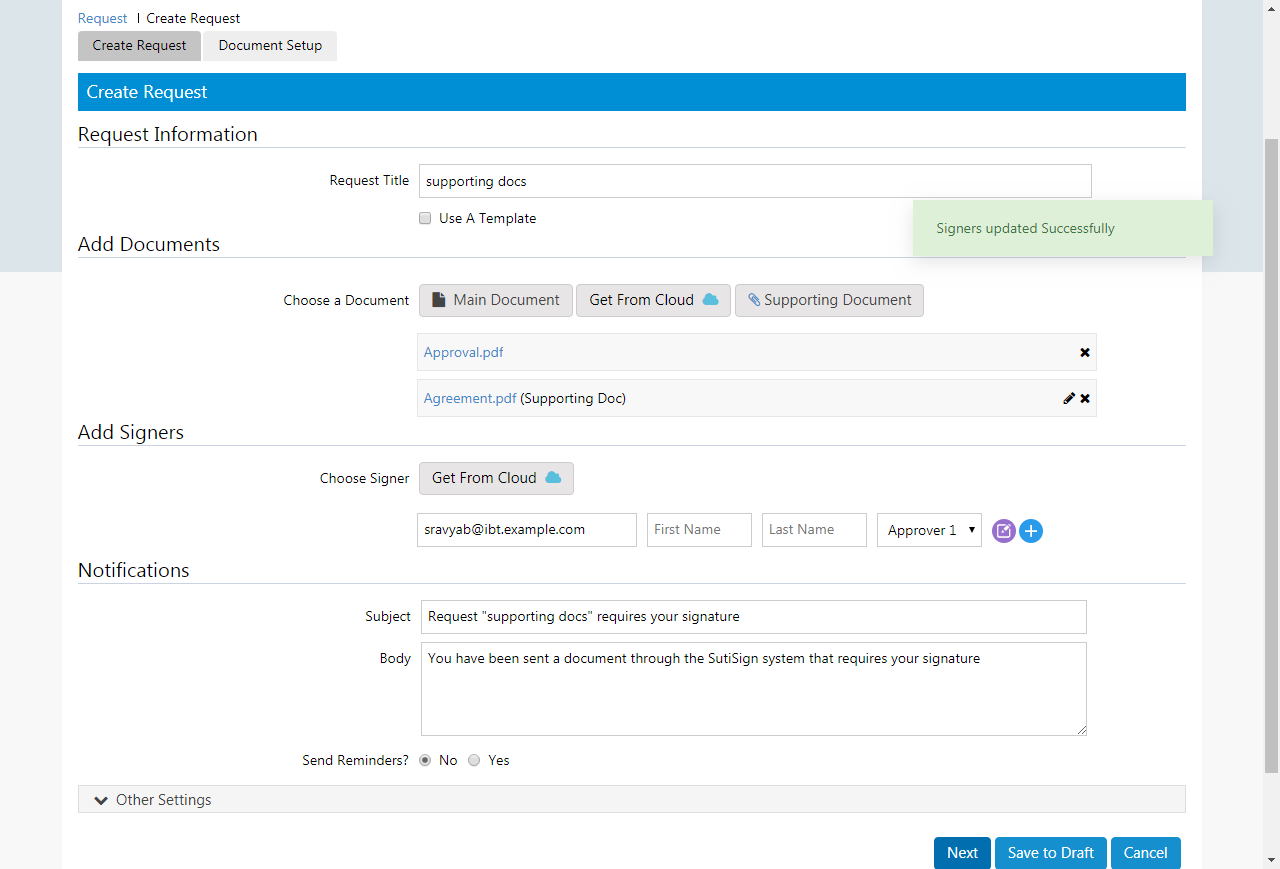 Request | Create Request
Create Request Document Setup
Create Request
Request Information
Request Title supporting docs
Use A Template
Signers updated Successfully
Add Documents
Choose a Document Main Document Get From Cloud Supporting Document
Approval.pdf
Agreement.pdf (Supporting Doc)
Add Signers
Choose Signer Get From Cloud
sravyab@ibt.example.com First Name Last Name Approver 1
Notifications
Subject Request "supporting docs" requires your signature
Body You have been sent a document through the SutiSign system that requires your signature
Send Reminders? No Yes
Other Settings
Next Save to Draft Cancel